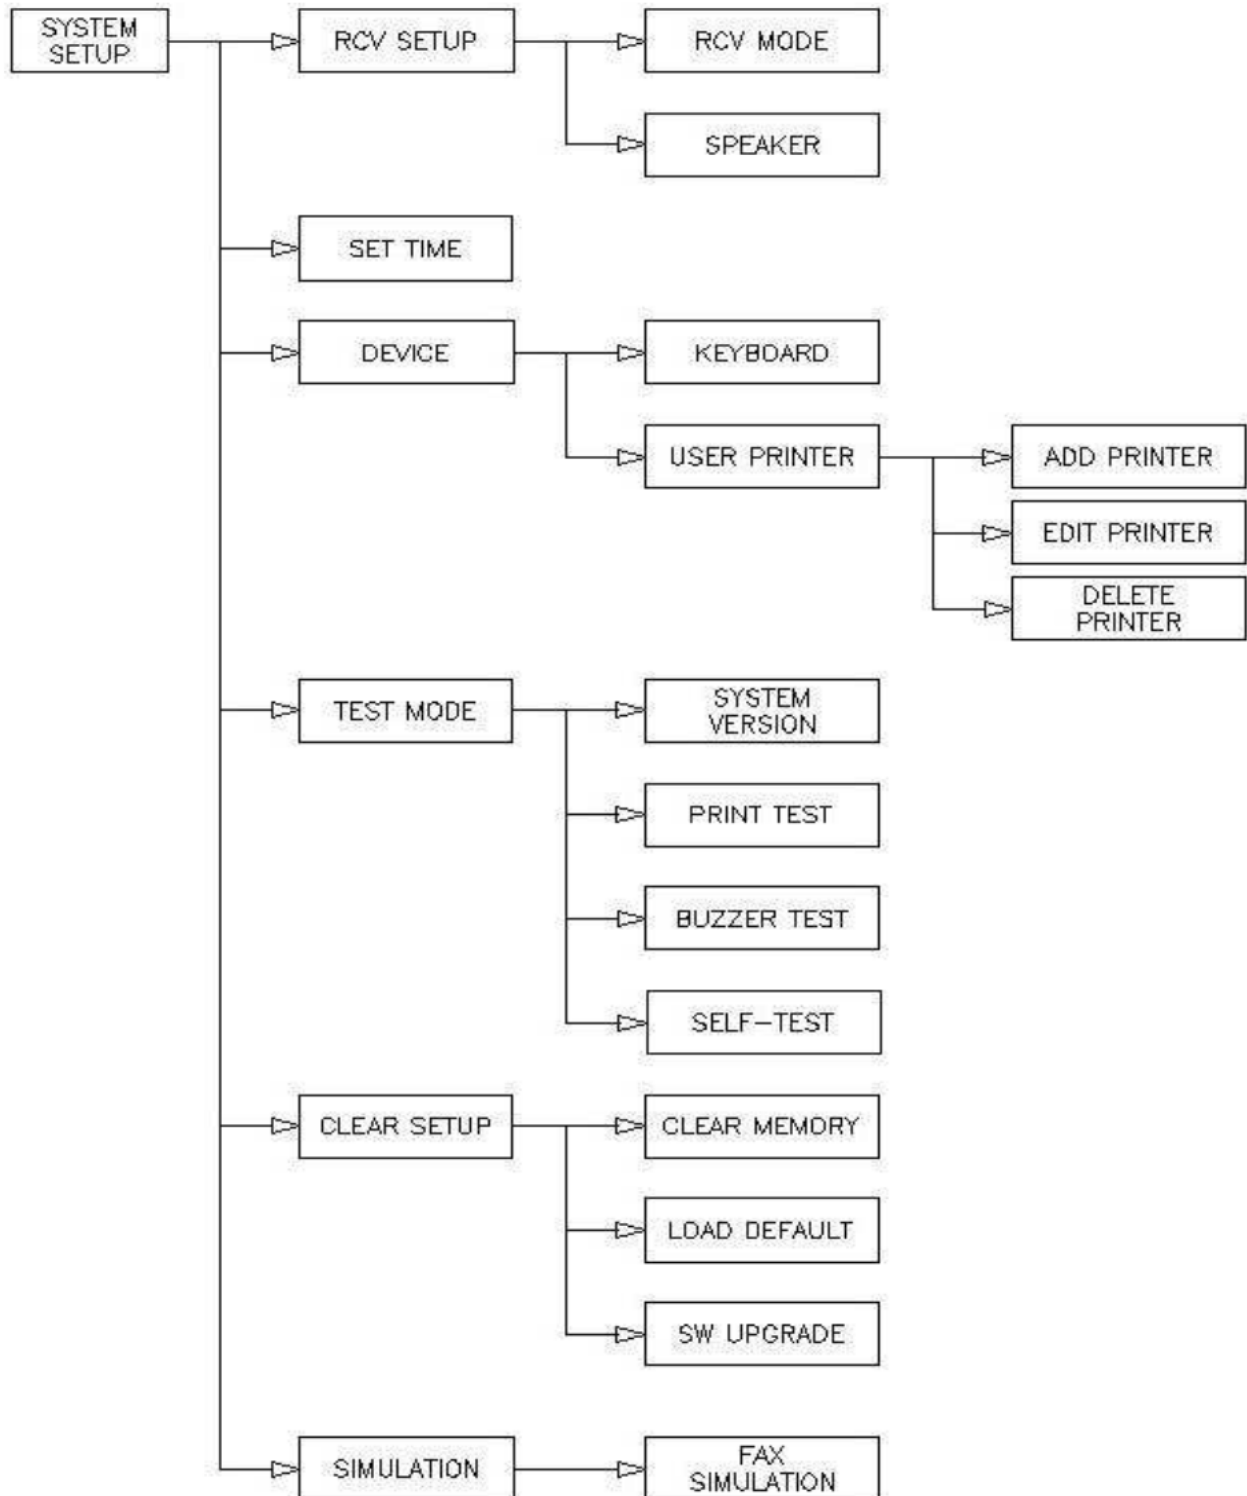 SYSTEM
SETUP
RCV SETUP
RCV MODE
SPEAKER
SET TIME
DEVICE
KEYBOARD
USER PRINTER
ADD PRINTER
EDIT PRINTER
DELETE
PRINTER
TEST MODE
SYSTEM
VERSION
PRINT TEST
BUZZER TEST
SELF-TEST
CLEAR SETUP
CLEAR MEMORY
LOAD DEFAULT
SW UPGRADE
SIMULATION
FAX
SIMULATION